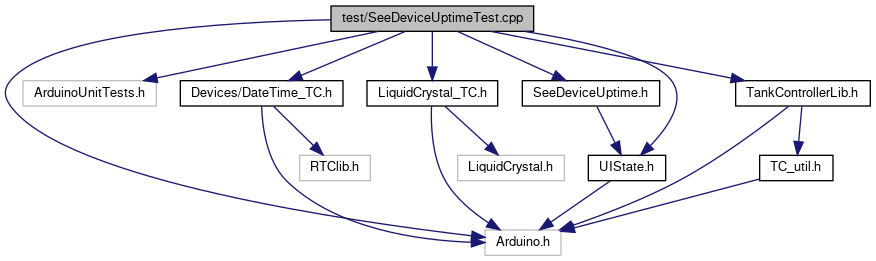 test/SeeDeviceUptimeTest.cpp
ArduinoUnitTests.h
Devices/DateTime_TC.h
LiquidCrystal_TC.h
SeeDeviceUptime.h
TankControllerLib.h
RTClib.h
LiquidCrystal.h
UIState.h
TC_util.h
Arduino.h